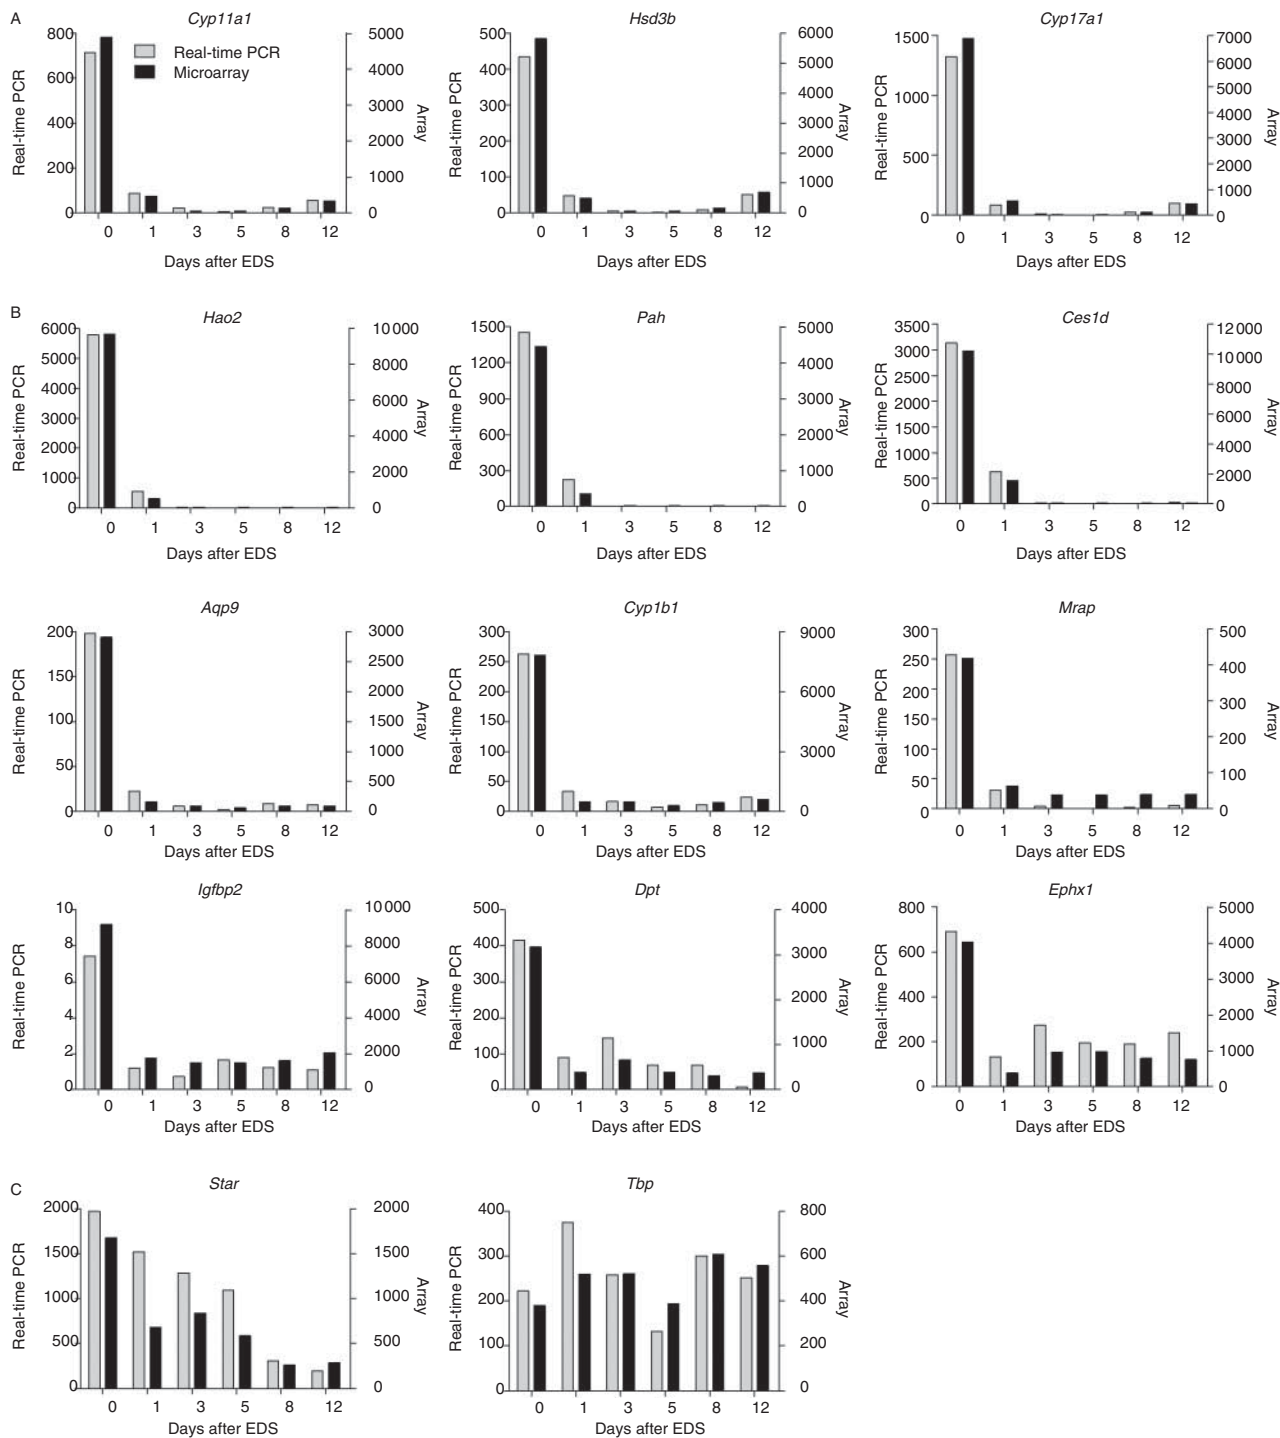 A
Cyp11a1
Hsd3b
Cyp17a1
Real-time PCR
Microarray
Real-time PCR
800
600
400
200
0
5000
4000
3000
2000
1000
0
Array
0 1 3 5 8 12
Days after EDS
Real-time PCR
500
400
300
200
100
0
6000
5000
4000
3000
2000
1000
0
Array
0 1 3 5 8 12
Days after EDS
Real-time PCR
1500
1000
500
0
7000
6000
5000
4000
3000
2000
1000
0
Array
0 1 3 5 8 12
Days after EDS
B
Hao2
Pah
Ces1d
Real-time PCR
6000
5000
4000
3000
2000
1000
0
10 000
8000
6000
4000
2000
0
Array
0 1 3 5 8 12
Days after EDS
Real-time PCR
1500
1200
900
600
300
0
5000
4000
3000
2000
1000
0
Array
0 1 3 5 8 12
Days after EDS
Real-time PCR
3500
3000
2500
2000
1500
1000
500
0
12 000
10 000
8000
6000
4000
2000
0
Array
0 1 3 5 8 12
Days after EDS
Aqp9
Cyp1b1
Mrap
Real-time PCR
200
150
100
50
0
3000
2500
2000
1500
1000
500
0
Array
0 1 3 5 8 12
Days after EDS
Real-time PCR
300
250
200
150
100
50
0
9000
6000
3000
0
Array
0 1 3 5 8 12
Days after EDS
Real-time PCR
300
250
200
150
100
50
0
500
400
300
200
100
0
Array
0 1 3 5 8 12
Days after EDS
Igfbp2
Dpt
Ephx1
Real-time PCR
10
8
6
4
2
0
10 000
8000
6000
4000
2000
0
Array
0 1 3 5 8 12
Days after EDS
Real-time PCR
500
400
300
200
100
0
4000
3000
2000
1000
0
Array
0 1 3 5 8 12
Days after EDS
Real-time PCR
800
600
400
200
0
5000
4000
3000
2000
1000
0
Array
0 1 3 5 8 12
Days after EDS
C
Star
Tbp
Real-time PCR
2000
1500
1000
500
0
2000
1500
1000
500
0
Array
0 1 3 5 8 12
Days after EDS
Real-time PCR
400
300
200
100
0
800
600
400
200
0
Array
0 1 3 5 8 12
Days after EDS